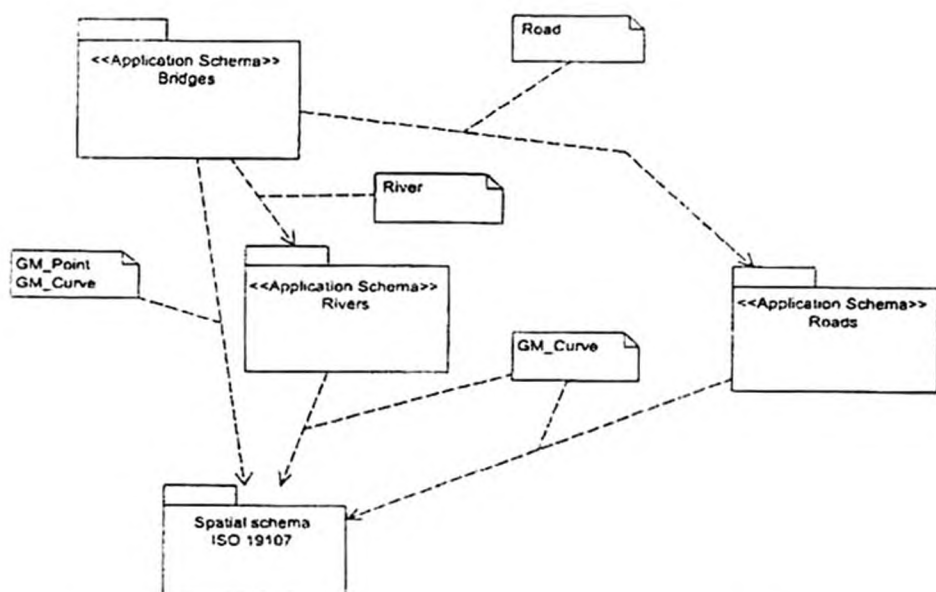 Road
<<Application Schema>>
Bridges
River
GM_Point
GM_Curve
<<Application Schema>>
Rivers
<<Application Schema>>
Roads
GM_Curve
Spatial schema
ISO 19107